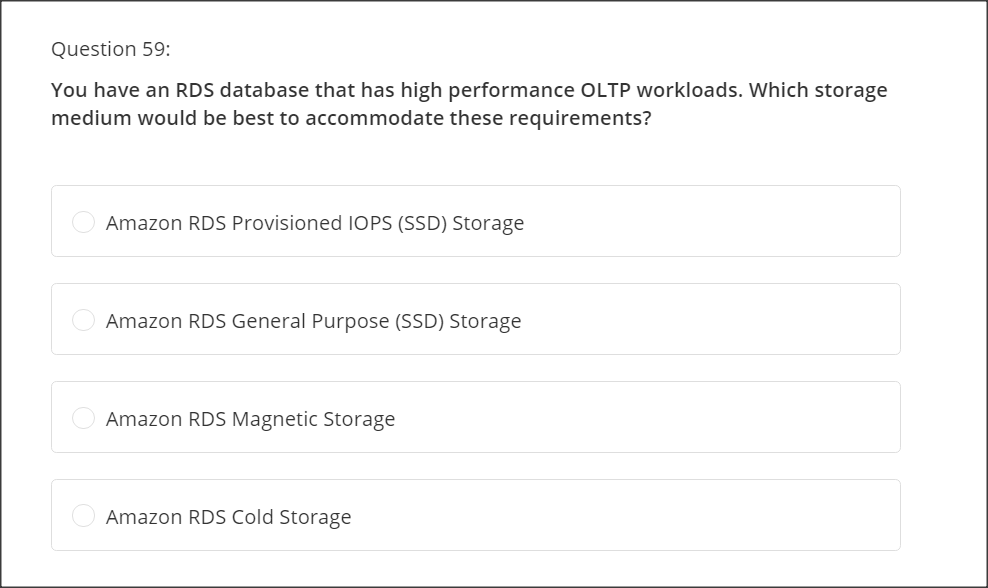 Question 59:
You have an RDS database that has high performance OLTP workloads. Which storage
medium would be best to accommodate these requirements?
Amazon RDS Provisioned IOPS (SSD) Storage
Amazon RDS General Purpose (SSD) Storage
Amazon RDS Magnetic Storage
Amazon RDS Cold Storage